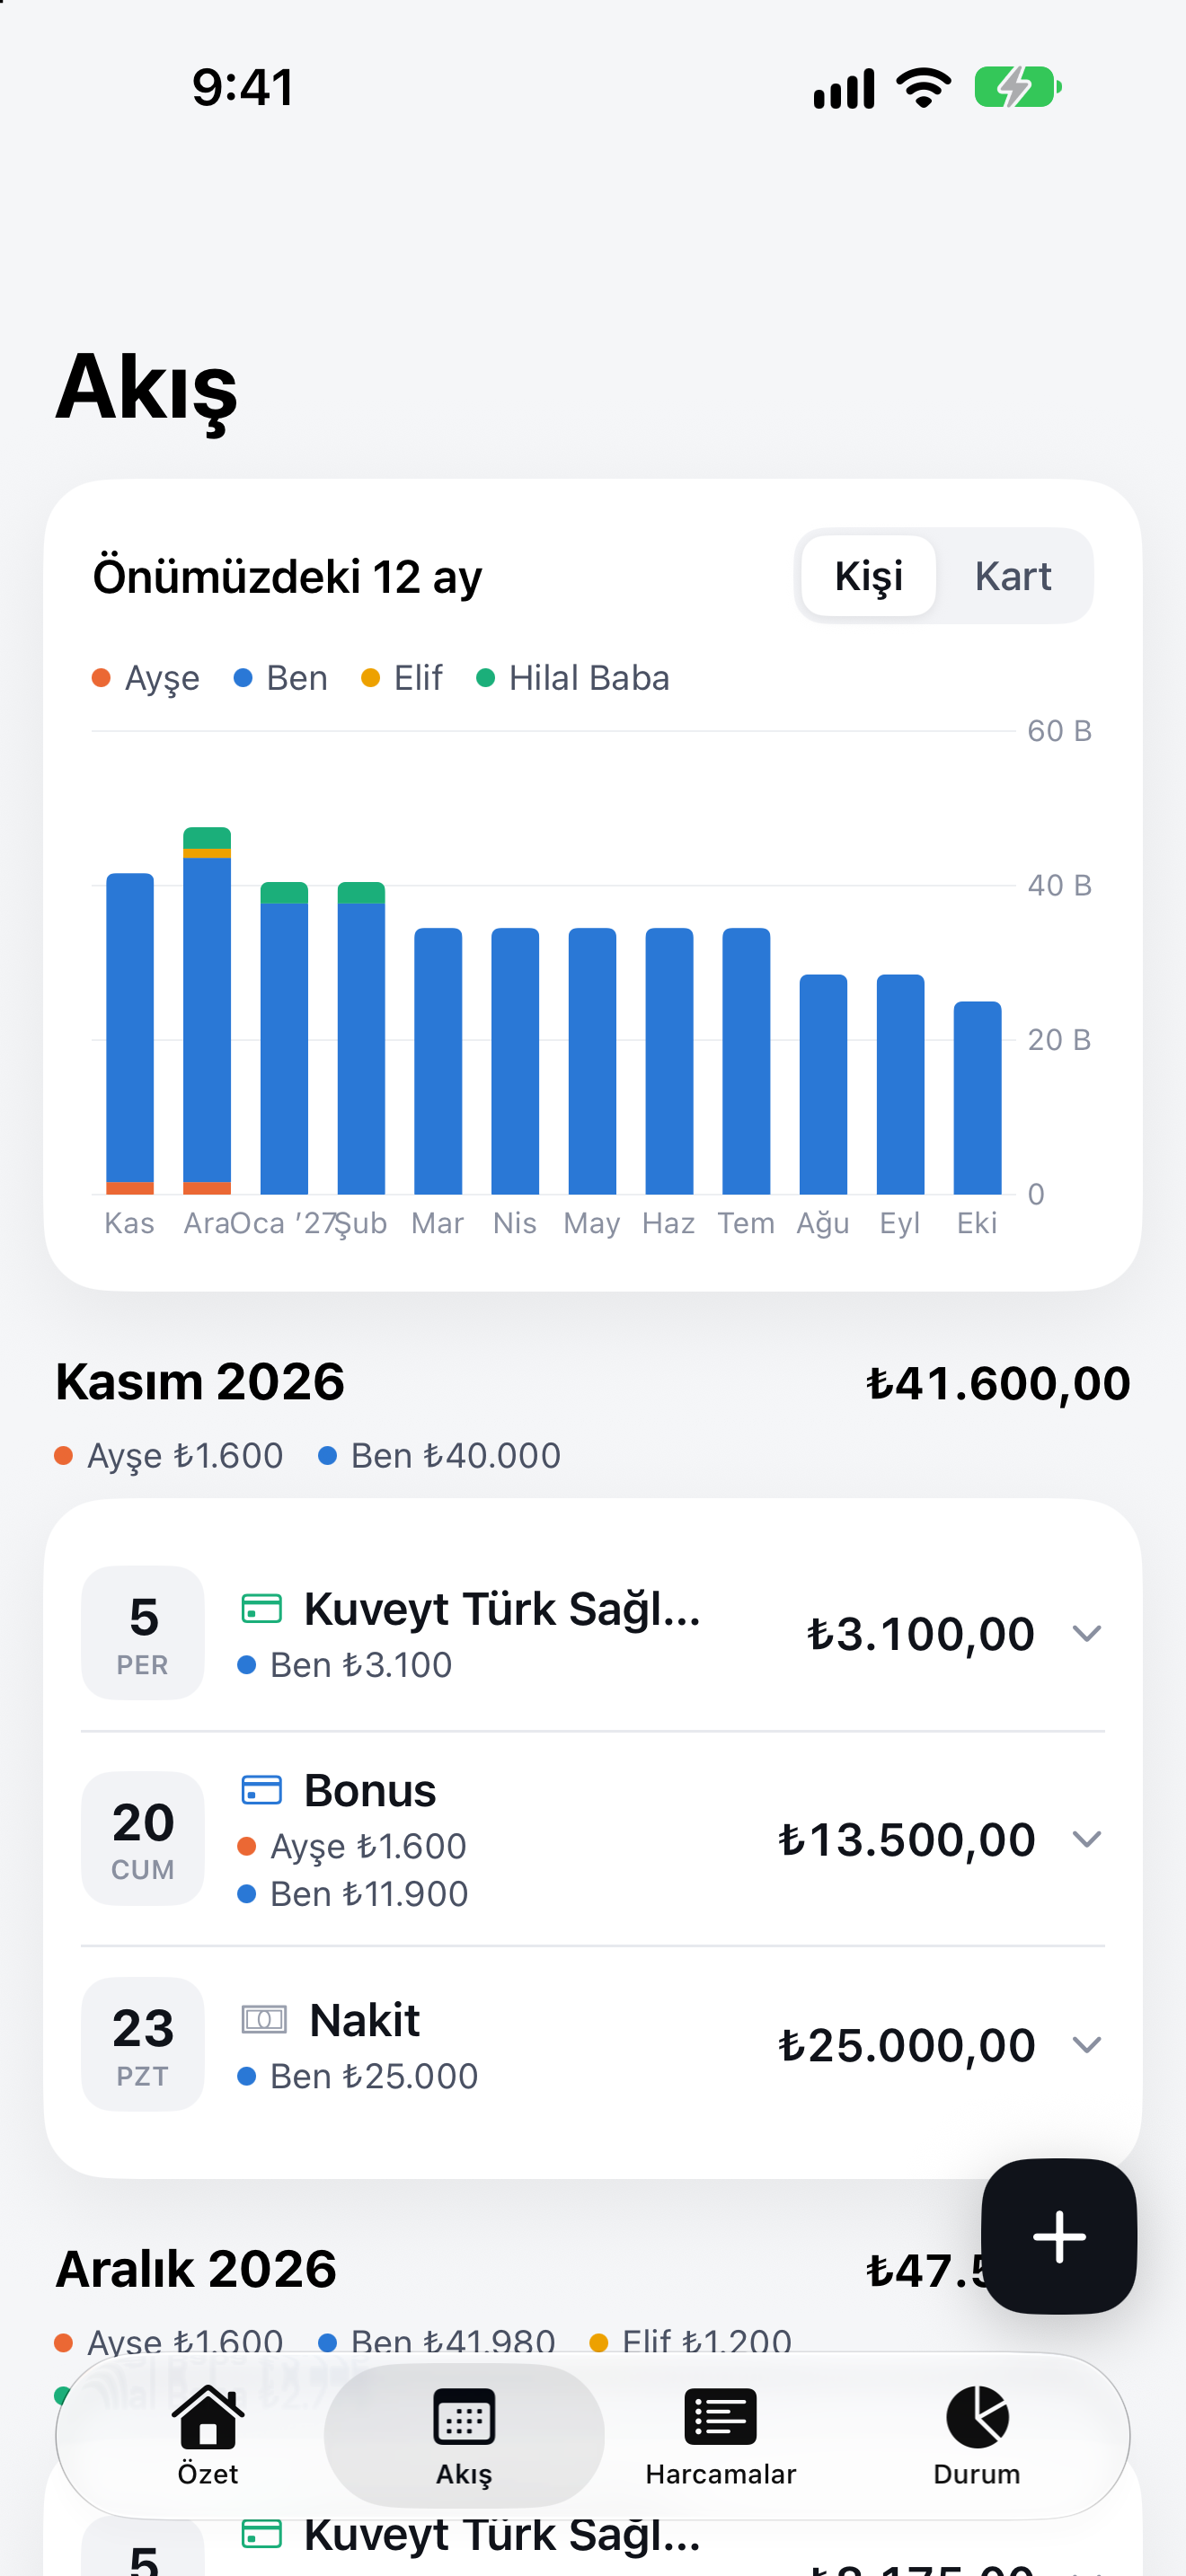 9:41
Akış
Önümüzdeki 12 ay
Kişi Kart
Ayşe Ben Elif Hilal Baba
60 B
40 B
20 B
0
Kas Ara Oca '27 Şub Mar Nis May Haz Tem Ağu Eyl Eki
Kasım 2026 ₺41.600,00
Ayşe ₺1.600 Ben ₺40.000
5 PER
Kuveyt Türk Sağl... ₺3.100,00
Ben ₺3.100
20 CUM
Bonus ₺13.500,00
Ayşe ₺1.600
Ben ₺11.900
23 PZT
Nakit ₺25.000,00
Ben ₺25.000
Aralık 2026 ₺47.5
Ayşe ₺1.600 Ben ₺41.980 Elif ₺1.200
Özet Akış Harcamalar Durum
5
Kuveyt Türk Sağl...